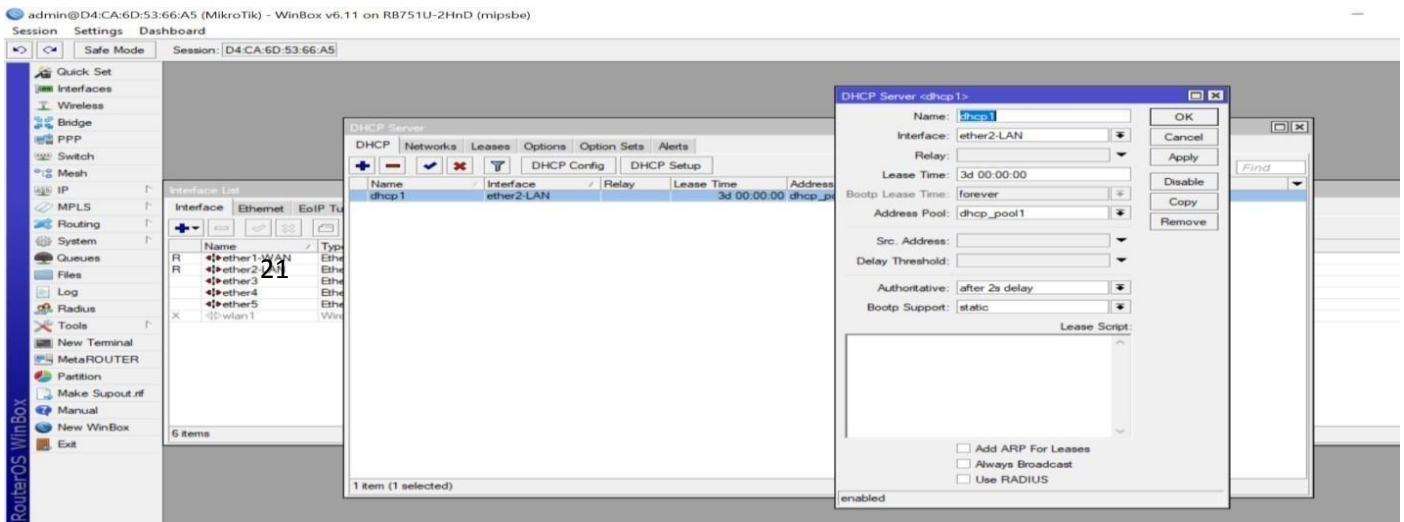 admin@D4:CA:6D:53:66:A5 (MikroTik) - WinBox v6.11 on RB751U-2HnD (mipsbe)
Session Settings Dashboard
Safe Mode Session: D4:CA:6D:53:66:A5
Quick Set
Interfaces
Wireless
Bridge
PPP
Switch
Mesh
IP
MPLS
Routing
System
Queues
Files
Log
Radius
Tools
New Terminal
MetaROUTER
Partition
Make Supout.rif
Manual
New WinBox
Exit
RouterOS WinBox
Interface List
Interface Ethernet EoIP Tu
Name Type
R ether1-WAN Ethe
R ether2-LAN Ethe
ether3 Ethe
ether4 Ethe
ether5 Ethe
X wlan1 Wire
21
6 items
DHCP Server
DHCP Networks Leases Options Option Sets Alerts
DHCP Config DHCP Setup
Find
Name Interface Relay Lease Time Address
dhcp1 ether2-LAN 3d 00:00:00 dhcp_po
1 item (1 selected)
DHCP Server <dhcp1>
Name: dhcp1
Interface: ether2-LAN
Relay:
Lease Time: 3d 00:00:00
Bootp Lease Time: forever
Address Pool: dhcp_pool1
Src. Address:
Delay Threshold:
Authoritative: after 2s delay
Bootp Support: static
Lease Script:
Add ARP For Leases
Always Broadcast
Use RADIUS
enabled
OK
Cancel
Apply
Disable
Copy
Remove